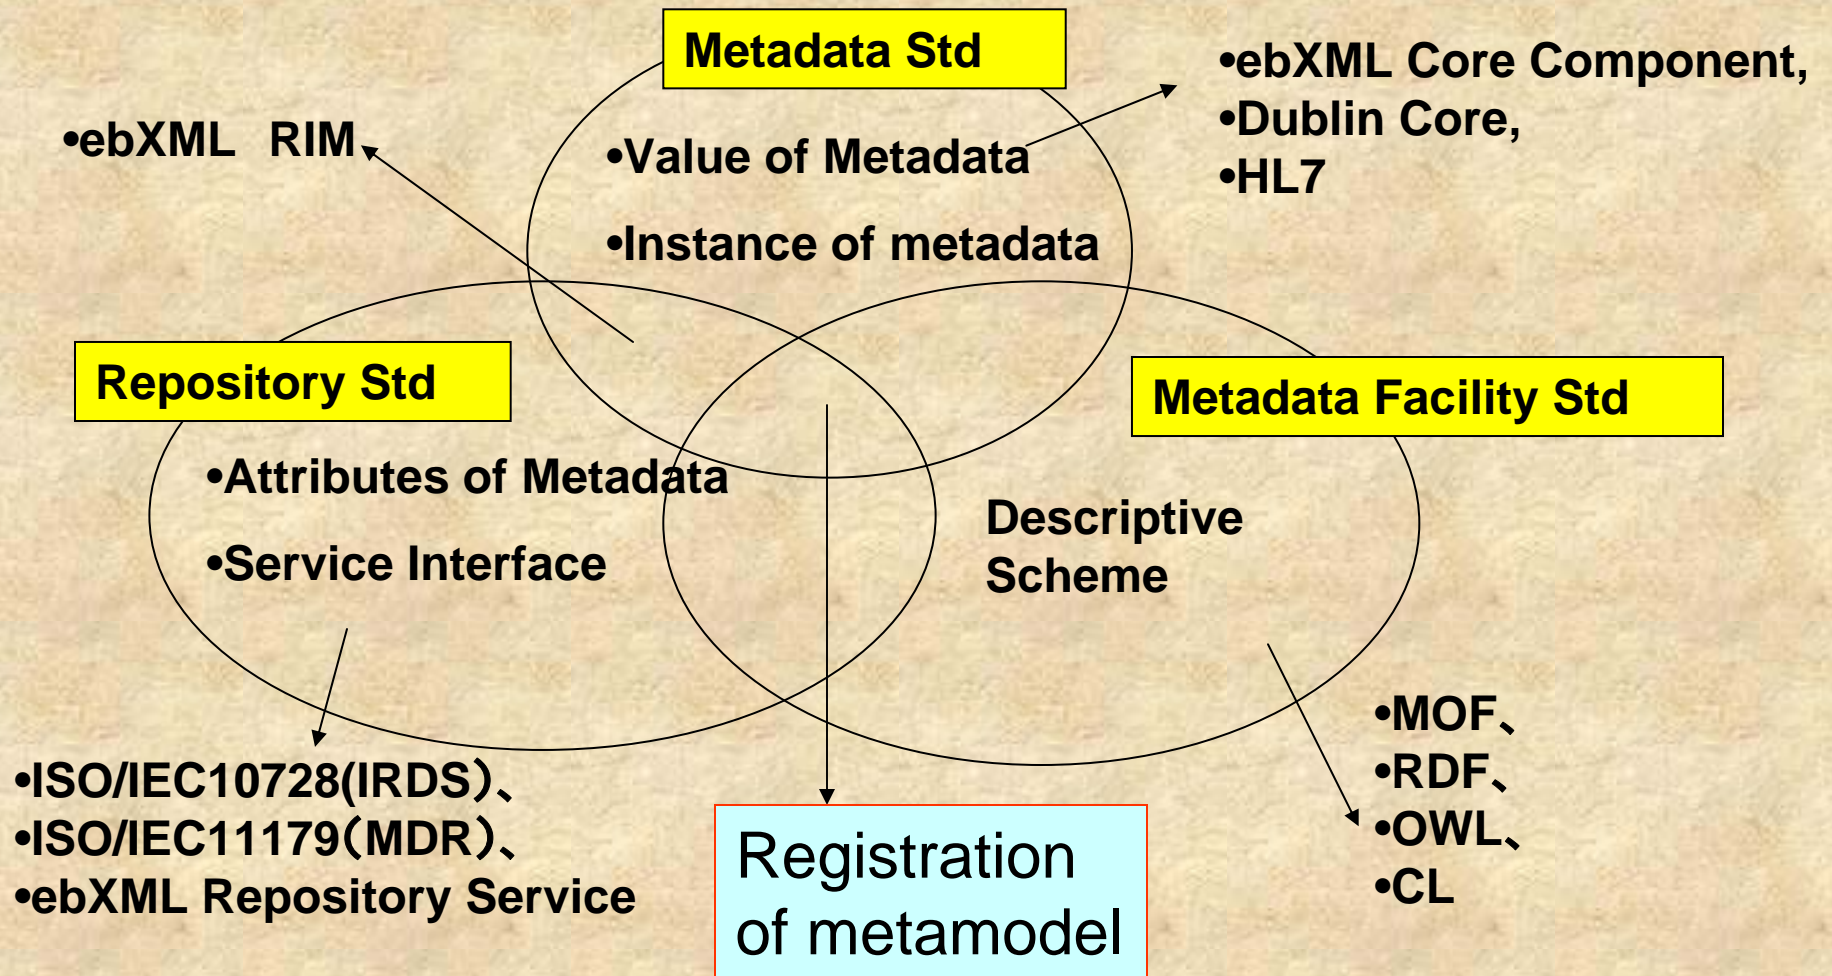 Metadata Std
•ebXML Core Component,
•Dublin Core,
•HL7
•ebXML RIM
•Value of Metadata
•Instance of metadata
Repository Std
Metadata Facility Std
•Attributes of Metadata
•Service Interface
Descriptive
Scheme
•MOF、
•RDF、
•OWL、
•CL
•ISO/IEC10728(IRDS）、
•ISO/IEC11179（MDR）、
•ebXML Repository Service
Registration
of metamodel